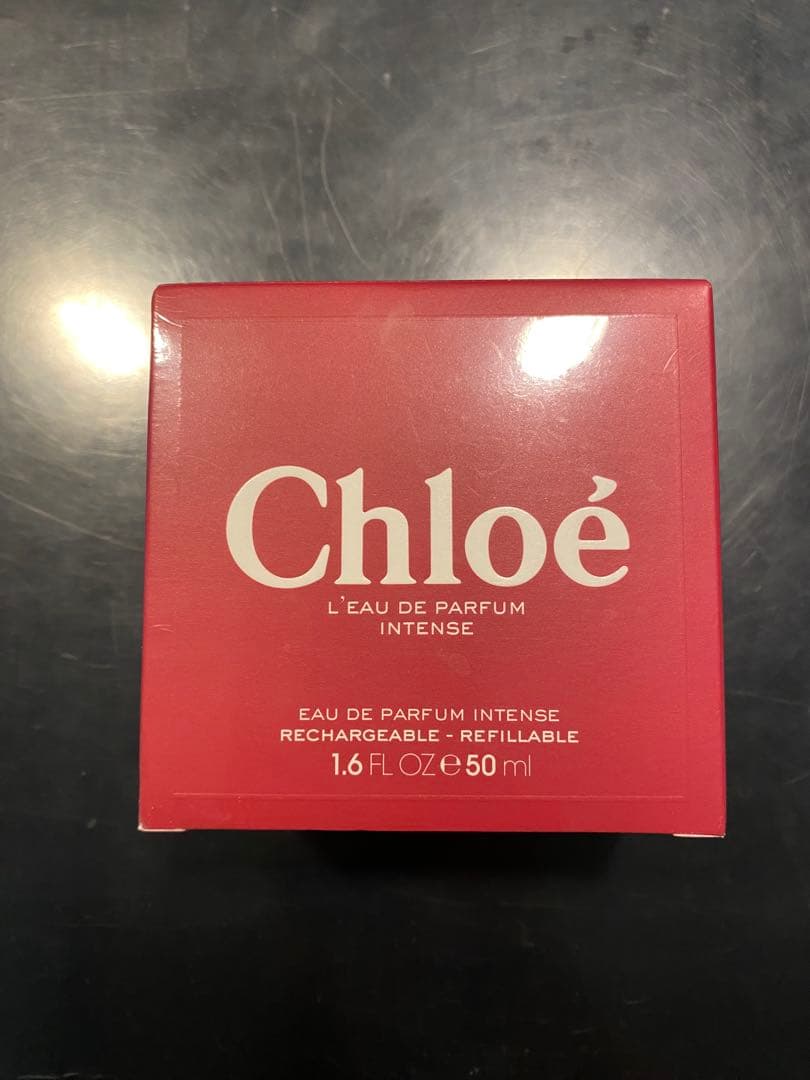 Chloé
L'EAU DE PARFUM
INTENSE
EAU DE PARFUM INTENSE
RECHARGEABLE - REFILLABLE
1.6 FL OZ ℮ 50 ml